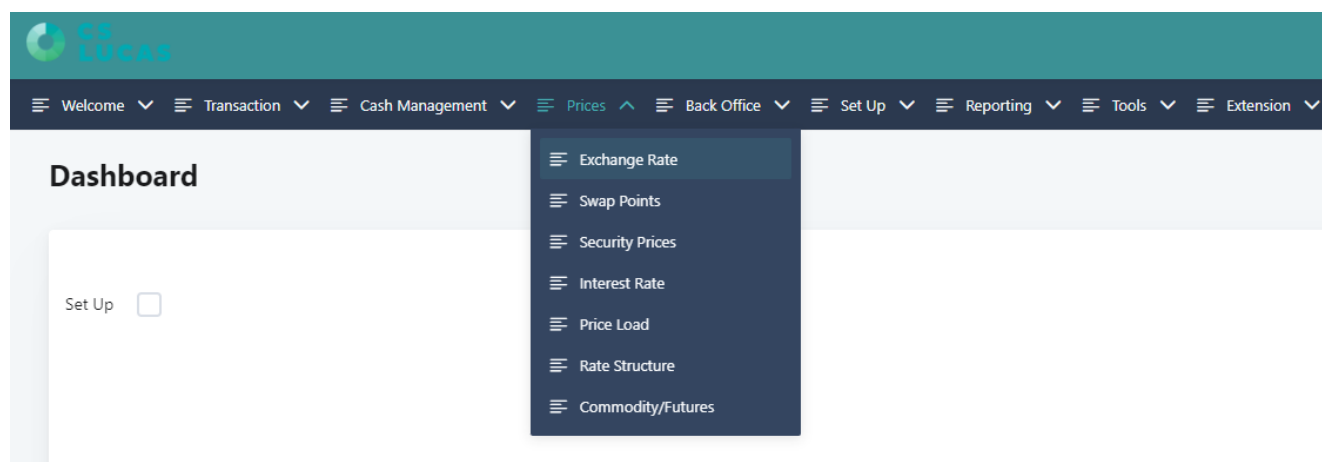 CS
LUCAS
Welcome Transaction Cash Management Prices Back Office Set Up Reporting Tools Extension
Dashboard
Exchange Rate
Swap Points
Security Prices
Set Up
Interest Rate
Price Load
Rate Structure
Commodity/Futures